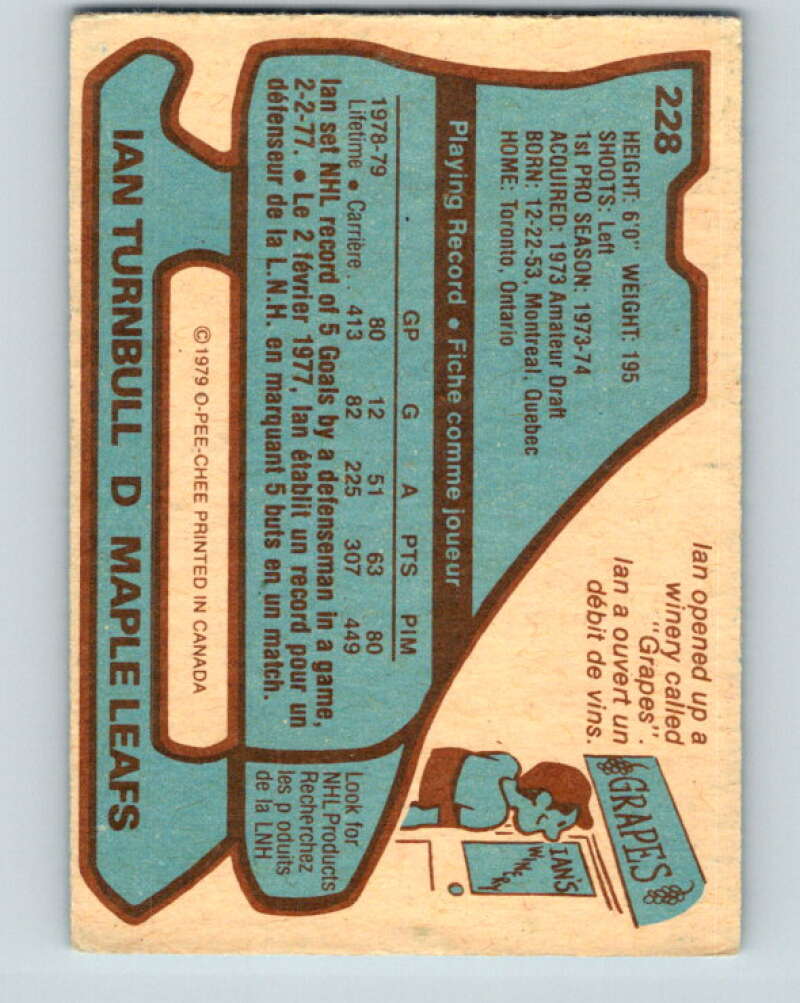 228
HEIGHT: 6'0" WEIGHT: 195
SHOOTS: Left
1st PRO SEASON: 1973-74
ACQUIRED: 1973 Amateur Draft
BORN: 12-22-53, Montreal, Quebec
HOME: Toronto, Ontario
Ian opened up a
winery called
"Grapes".
Ian a ouvert un
débit de vins.
GRAPES
IAN'S
WINERY
Playing Record • Fiche comme joueur
GP G A PTS PIM
1978-79 80 12 51 63 80
Lifetime • Carrière.. 413 82 225 307 449
Ian set NHL record of 5 Goals by a defenseman in a game,
2-2-77. • Le 2 février 1977, Ian établit un record pour un
défenseur de la L.N.H. en marquant 5 buts en un match.
Look for
NHL Products
Recherchez
les p oduits
de la LNH
©1979 O-PEE-CHEE PRINTED IN CANADA
IAN TURNBULL D MAPLE LEAFS